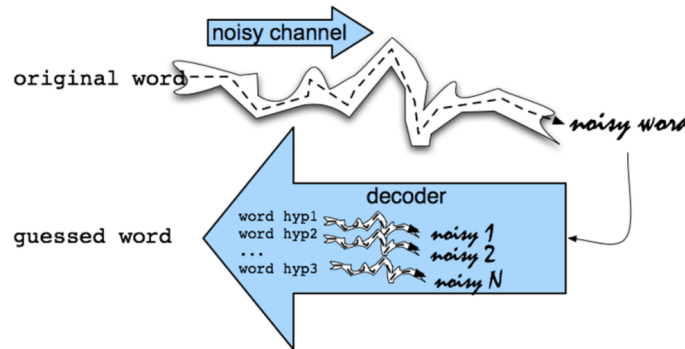 noisy channel
original word
noisy word
decoder
word hyp1 noisy 1
word hyp2 noisy 2
...
word hyp3 noisy N
guessed word